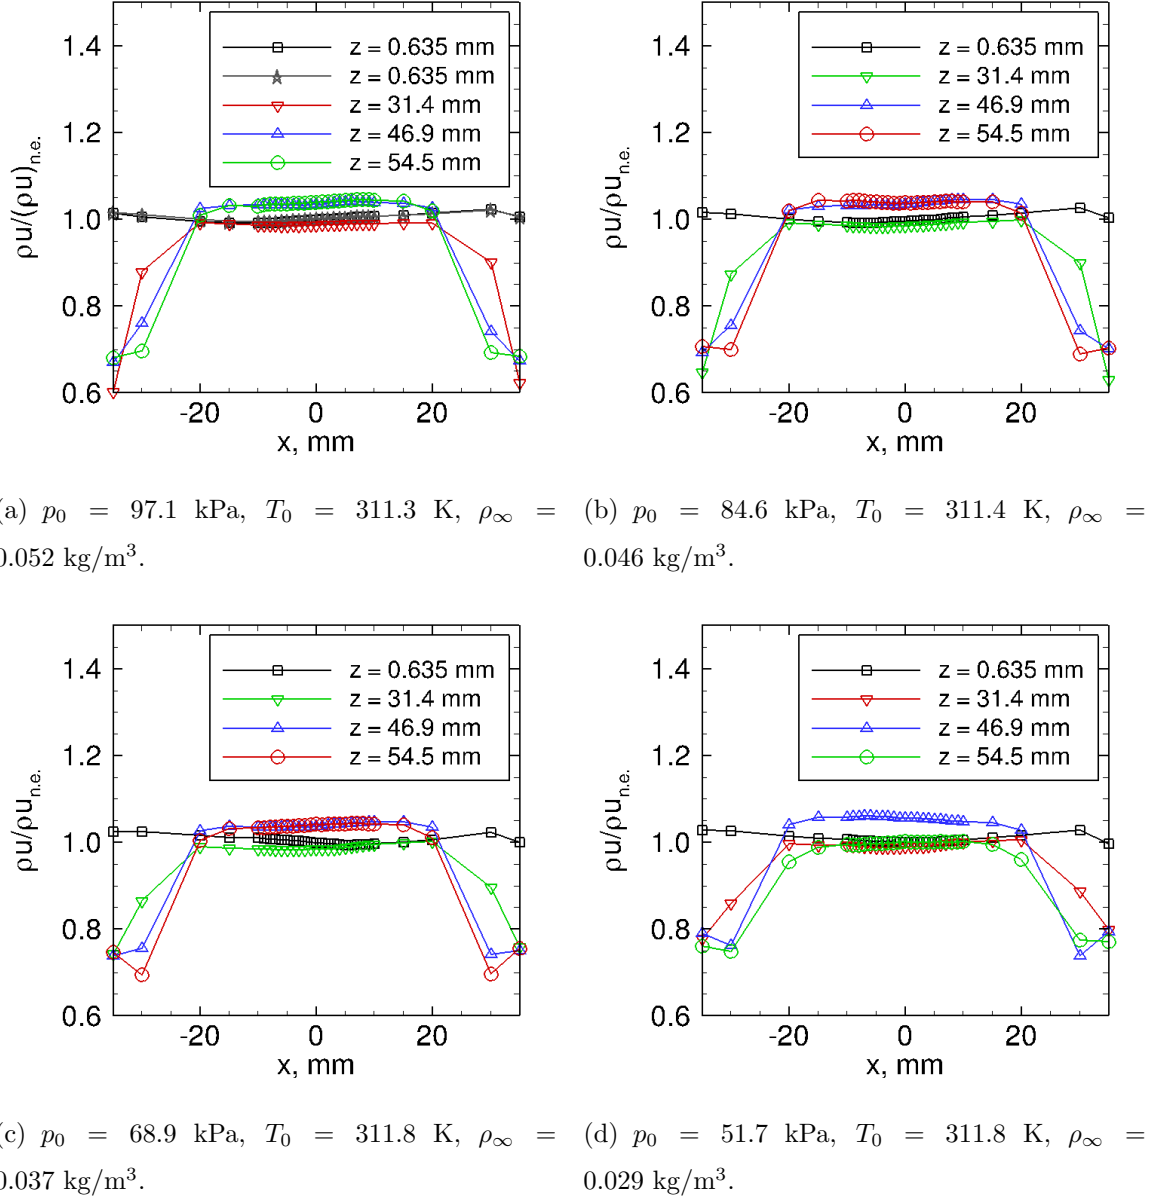 1.4
1.2
1.0
0.8
0.6
ρu/(ρu)n.e.
z = 0.635 mm
z = 0.635 mm
z = 31.4 mm
z = 46.9 mm
z = 54.5 mm
-20 0 20
x, mm
1.4
1.2
1.0
0.8
0.6
ρu/ρun.e.
z = 0.635 mm
z = 31.4 mm
z = 46.9 mm
z = 54.5 mm
-20 0 20
x, mm
(a) p₀ = 97.1 kPa, T₀ = 311.3 K, ρ∞ =
0.052 kg/m³.
(b) p₀ = 84.6 kPa, T₀ = 311.4 K, ρ∞ =
0.046 kg/m³.
1.4
1.2
1.0
0.8
0.6
ρu/ρun.e.
z = 0.635 mm
z = 31.4 mm
z = 46.9 mm
z = 54.5 mm
-20 0 20
x, mm
1.4
1.2
1.0
0.8
0.6
ρu/ρun.e.
z = 0.635 mm
z = 31.4 mm
z = 46.9 mm
z = 54.5 mm
-20 0 20
x, mm
(c) p₀ = 68.9 kPa, T₀ = 311.8 K, ρ∞ =
0.037 kg/m³.
(d) p₀ = 51.7 kPa, T₀ = 311.8 K, ρ∞ =
0.029 kg/m³.